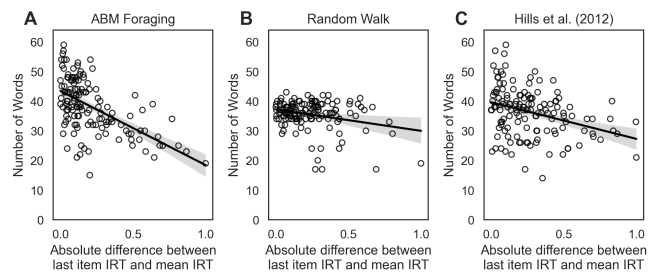 A ABM Foraging
B Random Walk
C Hills et al. (2012)
Number of Words
60
50
40
30
20
10
0
0.0 0.5 1.0
Absolute difference between
last item IRT and mean IRT
Number of Words
60
50
40
30
20
10
0
0.0 0.5 1.0
Absolute difference between
last item IRT and mean IRT
Number of Words
60
50
40
30
20
10
0
0.0 0.5 1.0
Absolute difference between
last item IRT and mean IRT